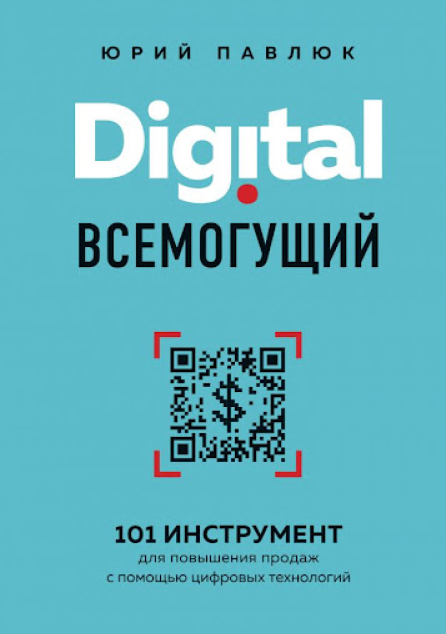 ЮРИЙ ПАВЛЮК
Digital
ВСЕМОГУЩИЙ
$
101 ИНСТРУМЕНТ
для повышения продаж
с помощью цифровых технологий